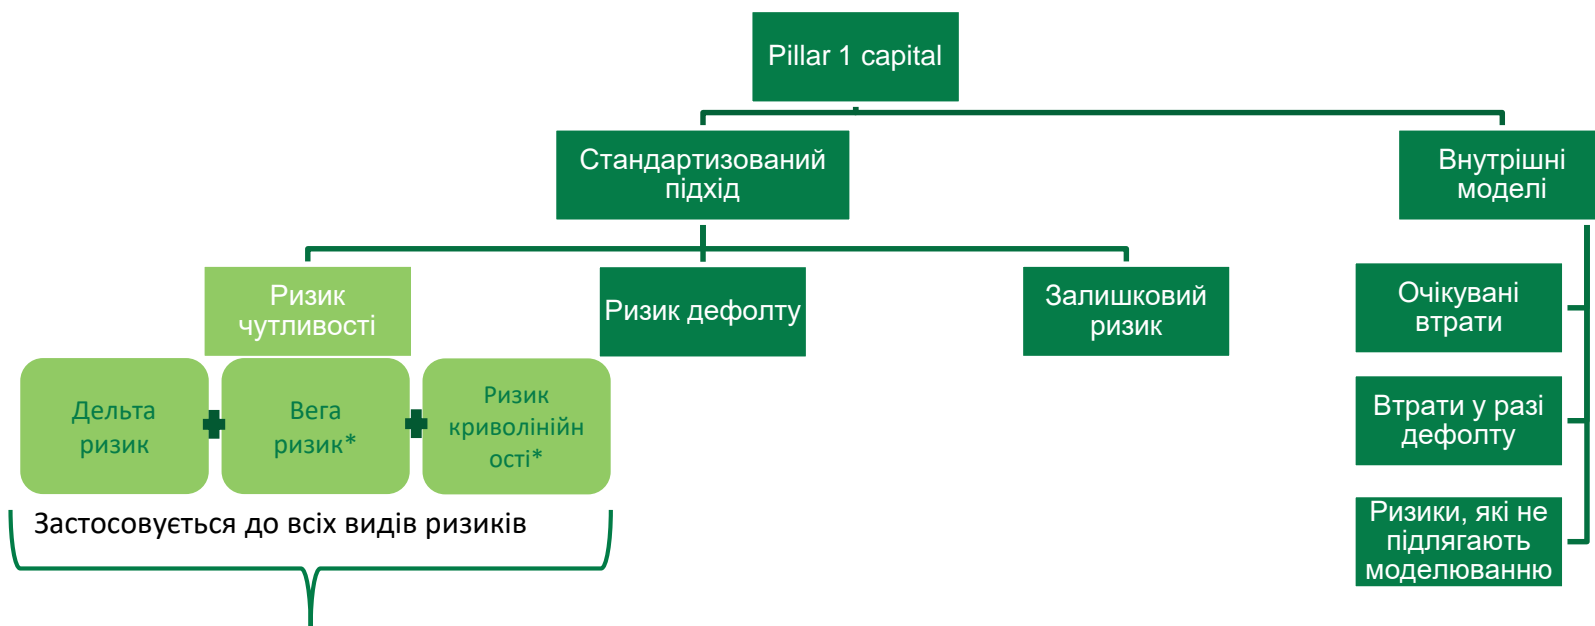 Pillar 1 capital
Стандартизований
підхід
Внутрішні
моделі
Ризик
чутливості
Ризик дефолту
Залишковий
ризик
Очікувані
втрати
Дельта
ризик
Вега
ризик*
Ризик
криволінійн
ості*
Втрати у разі
дефолту
Застосовується до всіх видів ризиків
Ризики, які не
підлягають
моделюванню